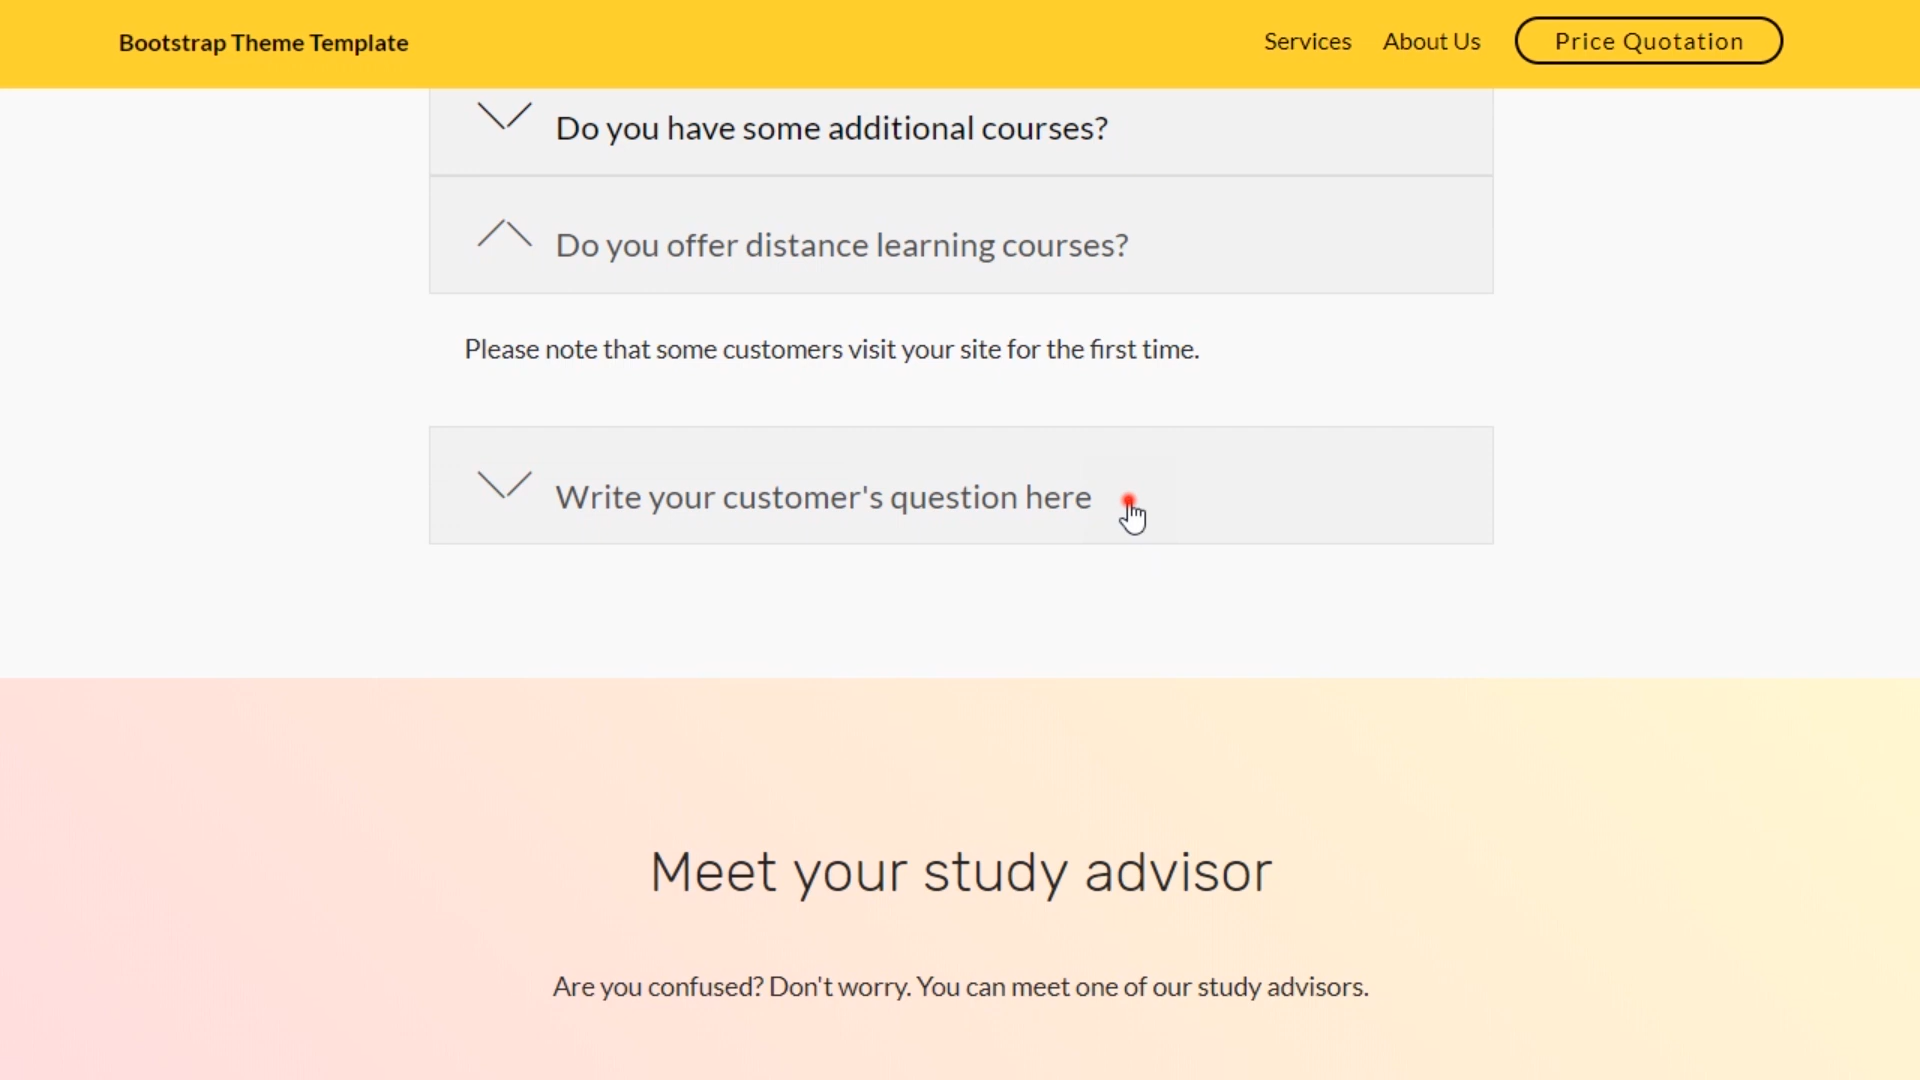 Bootstrap Theme Template
Services About Us Price Quotation
Do you have some additional courses?
Do you offer distance learning courses?
Please note that some customers visit your site for the first time.
Write your customer's question here
Meet your study advisor
Are you confused? Don't worry. You can meet one of our study advisors.